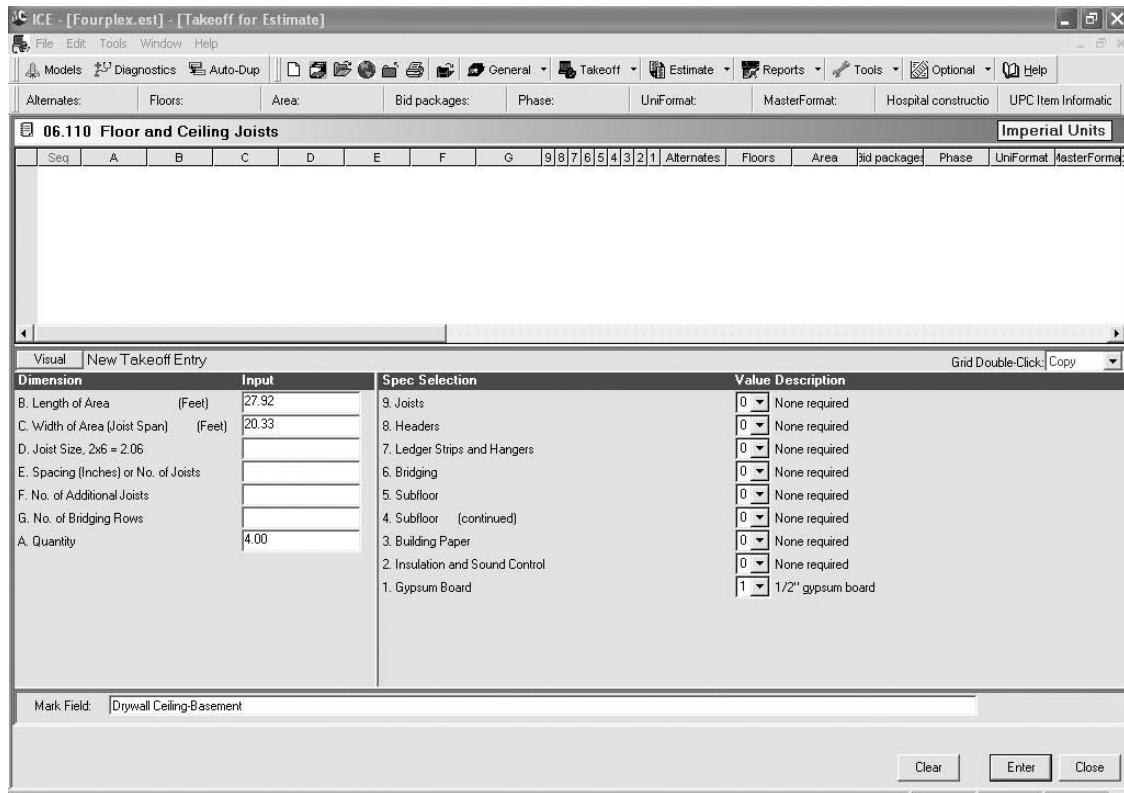 ICE - [Fourplex.est] - [Takeoff for Estimate]
File Edit Tools Window Help
Models Diagnostics Auto-Dup General Takeoff Estimate Reports Tools Optional Help
Alternates: Floors: Area: Bid packages: Phase: UniFormat: MasterFormat: Hospital constructio UPC Item Informatic
06.110 Floor and Ceiling Joists Imperial Units
Seq A B C D E F G 9 8 7 6 5 4 3 2 1 Alternates Floors Area Bid packages Phase UniFormat MasterFormat
Visual New Takeoff Entry Grid Double-Click: Copy
Dimension Input Spec Selection Value Description
B. Length of Area (Feet) 27.92 9. Joists 0 None required
C. Width of Area (Joist Span) (Feet) 20.33 8. Headers 0 None required
D. Joist Size, 2x6 = 2.06 7. Ledger Strips and Hangers 0 None required
E. Spacing (Inches) or No. of Joists 6. Bridging 0 None required
F. No. of Additional Joists 5. Subfloor 0 None required
G. No. of Bridging Rows 4. Subfloor (continued) 0 None required
A. Quantity 4.00 3. Building Paper 0 None required
2. Insulation and Sound Control 0 None required
1. Gypsum Board 1 1/2" gypsum board
Mark Field: Drywall Ceiling-Basement
Clear Enter Close